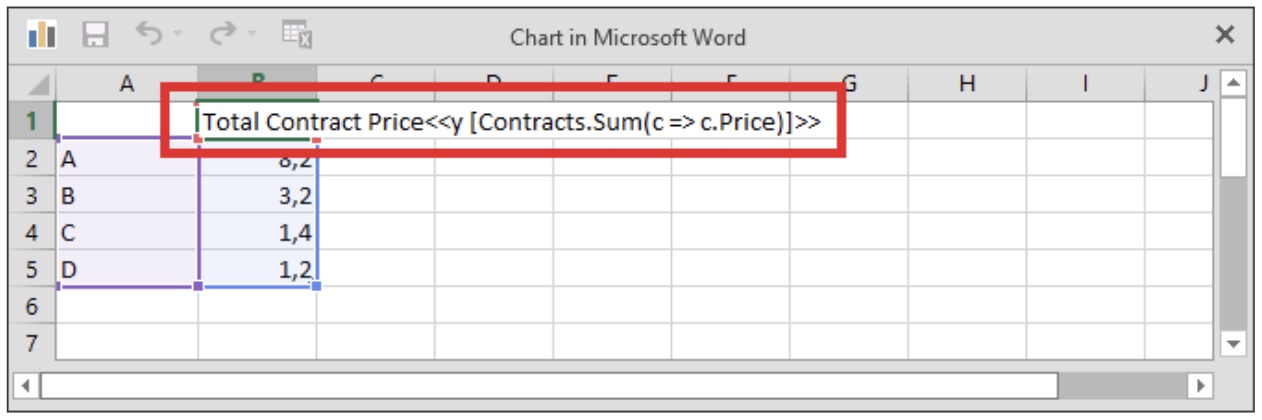 Chart in Microsoft Word
A B C D E F G H I J
1 Total Contract Price<<y [Contracts.Sum(c => c.Price)]>>
2 A 8,2
3 B 3,2
4 C 1,4
5 D 1,2
6
7